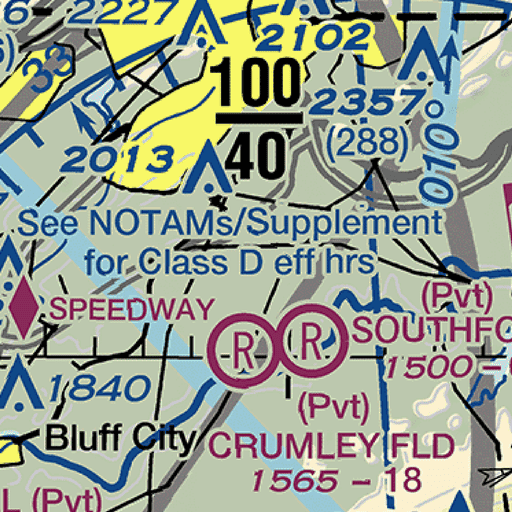 2227
2102
33
100
40
2357
(288)
010°
2013
See NOTAMs/Supplement
for Class D eff hrs
SPEEDWAY
(Pvt)
R
R
SOUTHFO
1500 -
1840
(Pvt)
Bluff City
CRUMLEY FLD
1565 - 18
L (Pvt)